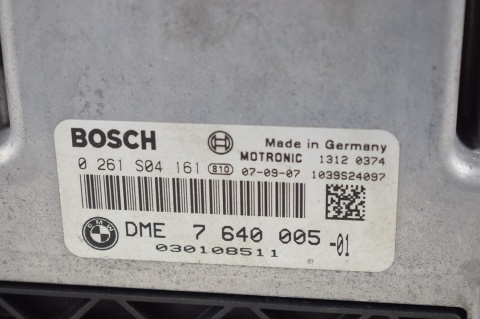 BOSCH Made in Germany
MOTRONIC 1312 0374
0 261 S04 161 810 07-09-07 1039S24097
BMW DME 7 640 005 -01
030108511